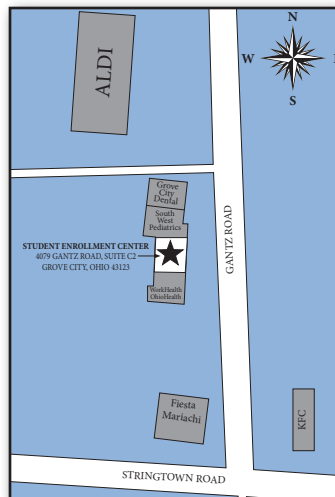 N
W
S
ALDI
Grove
City
Dental
South
West
Pediatrics
STUDENT ENROLLMENT CENTER
4079 GANTZ ROAD, SUITE C2
GROVE CITY, OHIO 43123
WorkHealth
OhioHealth
GANTZ ROAD
Fiesta
Mariachi
KFC
STRINGTOWN ROAD